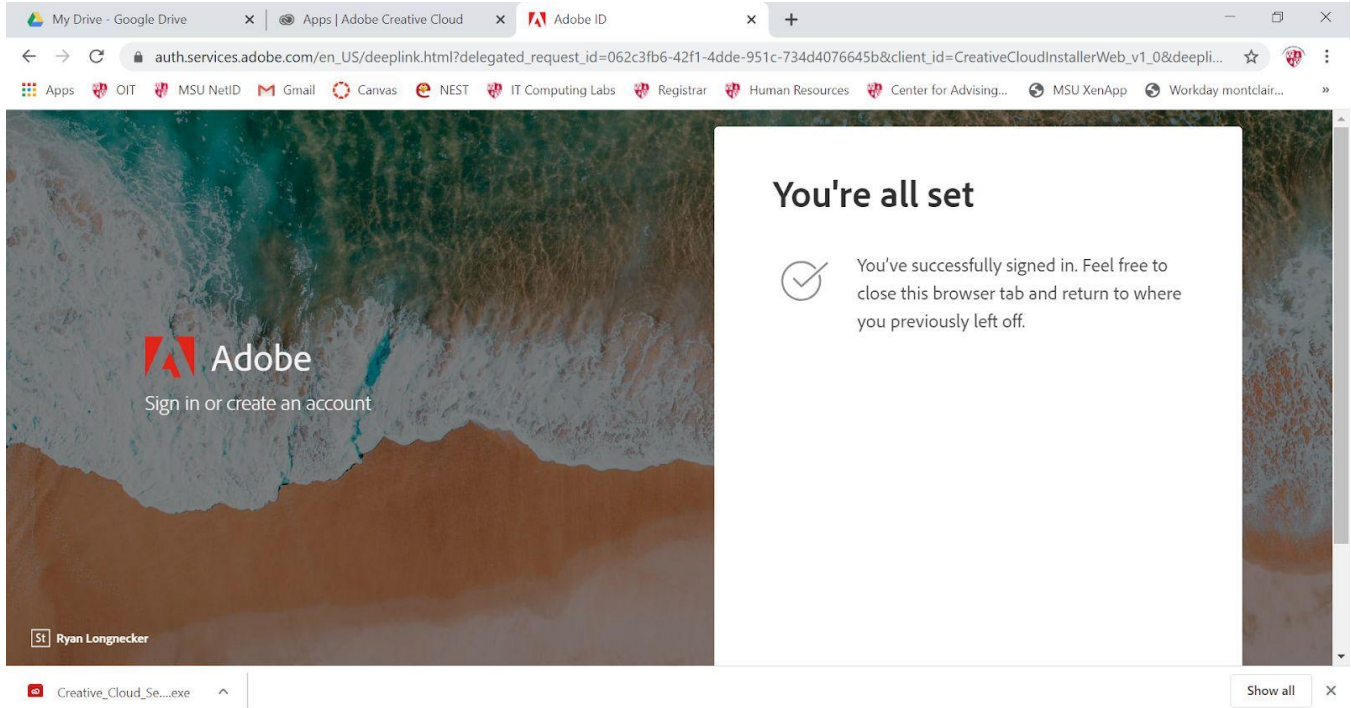 My Drive - Google Drive
Apps | Adobe Creative Cloud
Adobe ID
auth.services.adobe.com/en_US/deeplink.html?delegated_request_id=062c3fb6-42f1-4dde-951c-734d4076645b&client_id=CreativeCloudInstallerWeb_v1_0&deepli...
Apps OIT MSU NetID Gmail Canvas NEST IT Computing Labs Registrar Human Resources Center for Advising... MSU XenApp Workday montclair... »
You're all set
You've successfully signed in. Feel free to
close this browser tab and return to where
you previously left off.
Adobe
Sign in or create an account
St Ryan Longnecker
Creative_Cloud_Se....exe
Show all